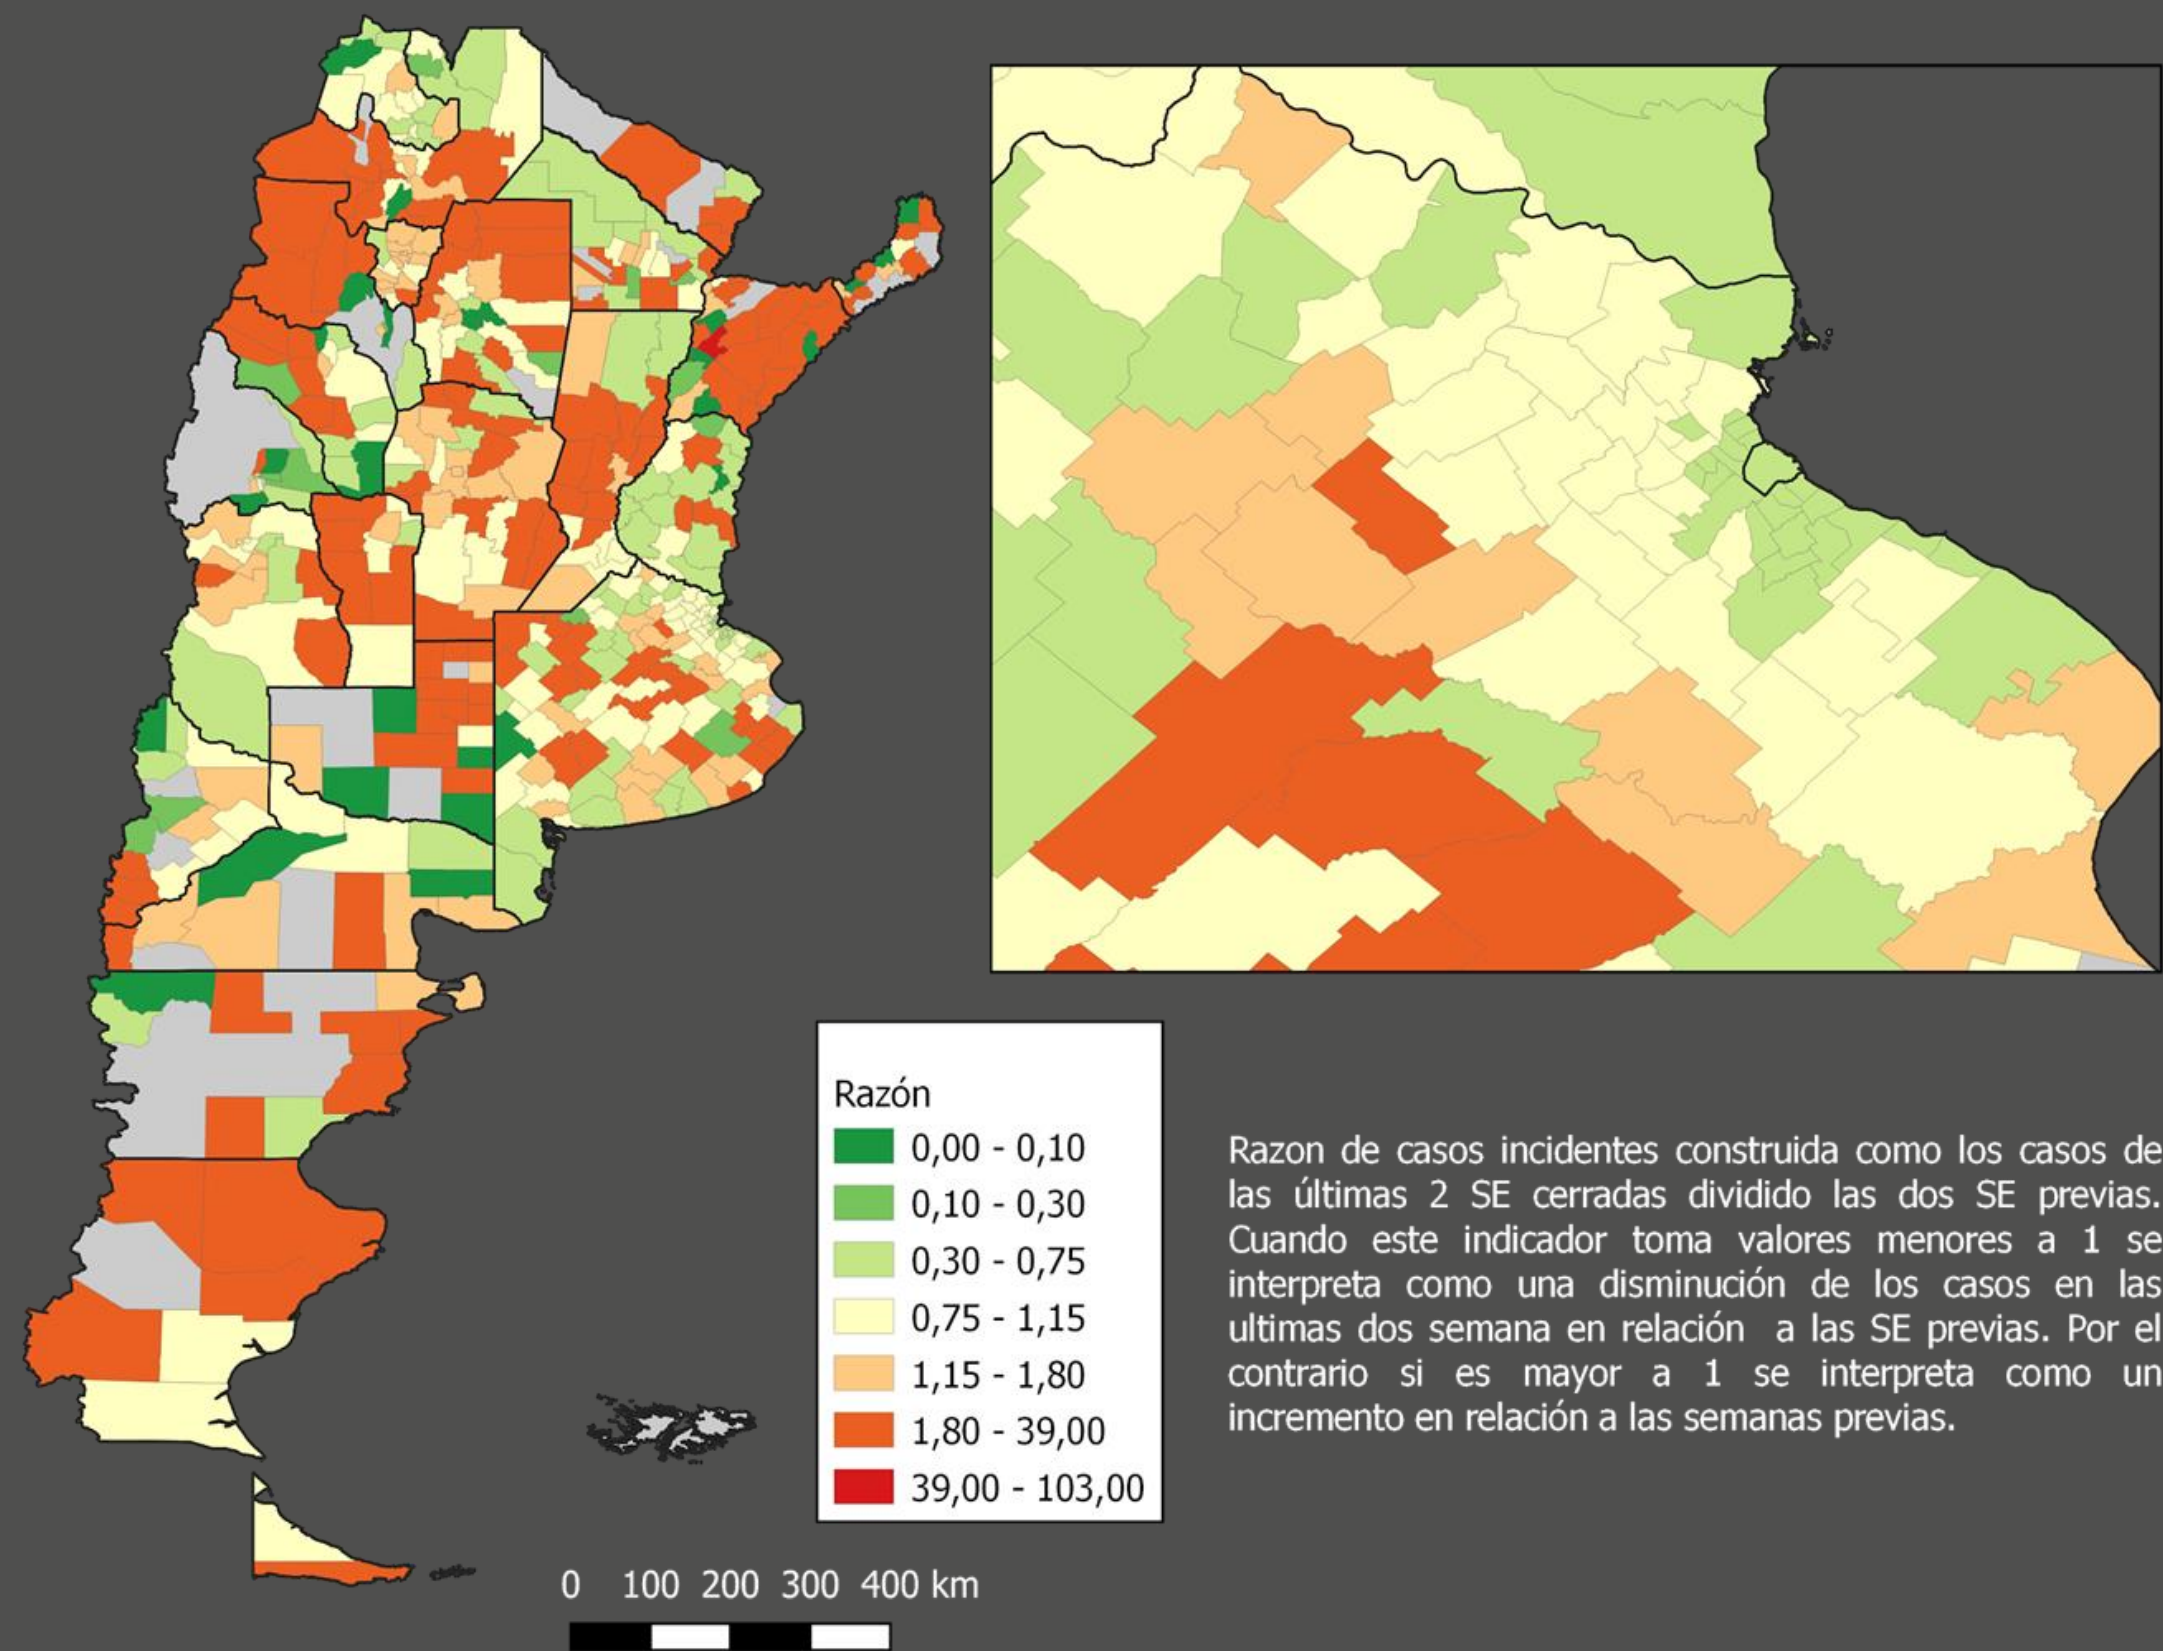 Razón
0,00 - 0,10
0,10 - 0,30
0,30 - 0,75
0,75 - 1,15
1,15 - 1,80
1,80 - 39,00
39,00 - 103,00
Razon de casos incidentes construida como los casos de
las últimas 2 SE cerradas dividido las dos SE previas.
Cuando este indicador toma valores menores a 1 se
interpreta como una disminución de los casos en las
ultimas dos semana en relación a las SE previas. Por el
contrario si es mayor a 1 se interpreta como un
incremento en relación a las semanas previas.
0 100 200 300 400 km